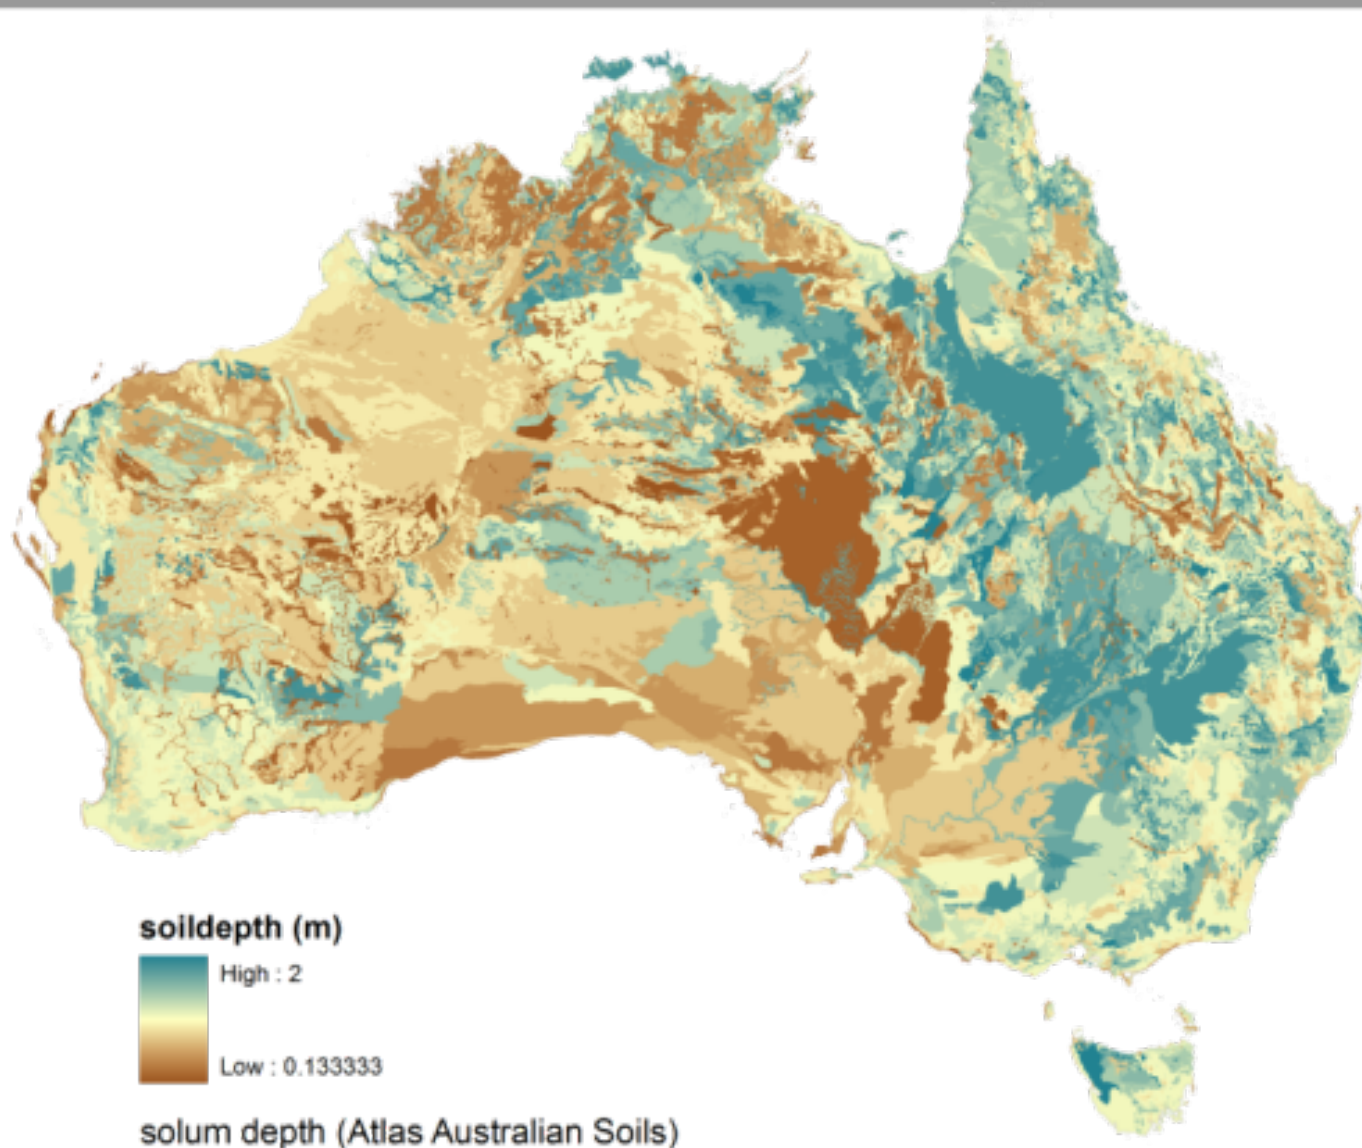 soildepth (m)
High : 2
Low : 0.133333
solum depth (Atlas Australian Soils)